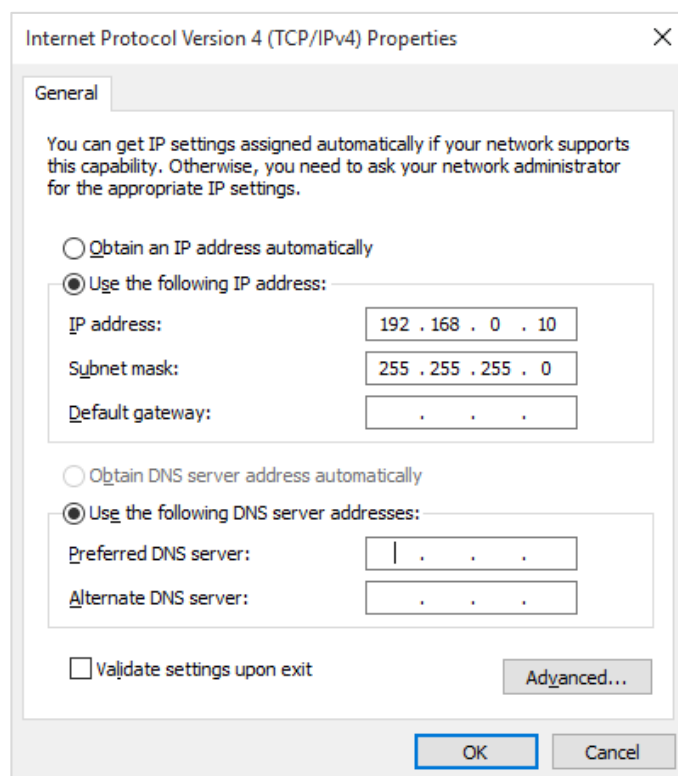 Internet Protocol Version 4 (TCP/IPv4) Properties
General
You can get IP settings assigned automatically if your network supports
this capability. Otherwise, you need to ask your network administrator
for the appropriate IP settings.
Obtain an IP address automatically
Use the following IP address:
IP address: 192 . 168 . 0 . 10
Subnet mask: 255 . 255 . 255 . 0
Default gateway: . . .
Obtain DNS server address automatically
Use the following DNS server addresses:
Preferred DNS server: . . .
Alternate DNS server: . . .
Validate settings upon exit
Advanced...
OK Cancel